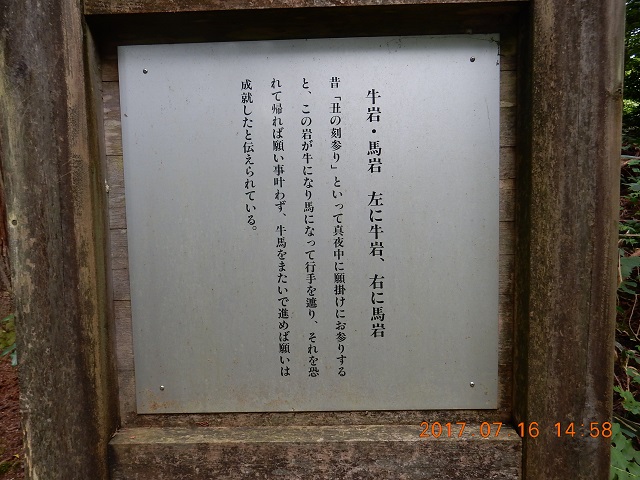 牛岩・馬岩　左に牛岩、右に馬岩
昔「丑の刻参り」といって真夜中に願掛けにお参りする
と、この岩が牛になり馬になって行手を遮り、それを恐
れて帰れば願い事叶わず、牛馬をまたいで進めば願いは
成就したと伝えられている。
2017 07 16 14 58